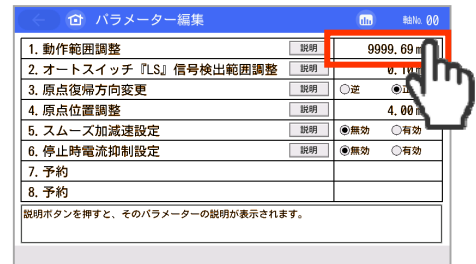 パラメーター編集 軸No. 00
1. 動作範囲調整 説明 9999.69 m
2. オートスイッチ『LS』信号検出範囲調整 説明 0.10
3. 原点復帰方向変更 説明 ○逆 ◉
4. 原点位置調整 説明 4.00
5. スムーズ加減速設定 説明 ◉無効 ○有効
6. 停止時電流抑制設定 説明 ◉無効 ○有効
7. 予約
8. 予約
説明ボタンを押すと、そのパラメーターの説明が表示されます。